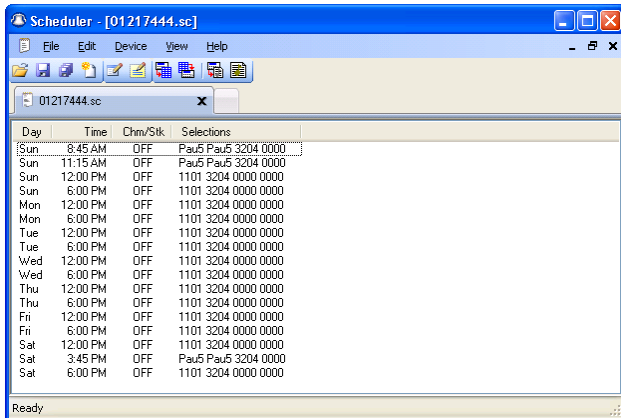 Scheduler - [01217444.sc]
File Edit Device View Help
01217444.sc
Day Time Chm/Stk Selections
Sun 8:45 AM OFF Pau5 Pau5 3204 0000
Sun 11:15 AM OFF Pau5 Pau5 3204 0000
Sun 12:00 PM OFF 1101 3204 0000 0000
Sun 6:00 PM OFF 1101 3204 0000 0000
Mon 12:00 PM OFF 1101 3204 0000 0000
Mon 6:00 PM OFF 1101 3204 0000 0000
Tue 12:00 PM OFF 1101 3204 0000 0000
Tue 6:00 PM OFF 1101 3204 0000 0000
Wed 12:00 PM OFF 1101 3204 0000 0000
Wed 6:00 PM OFF 1101 3204 0000 0000
Thu 12:00 PM OFF 1101 3204 0000 0000
Thu 6:00 PM OFF 1101 3204 0000 0000
Fri 12:00 PM OFF 1101 3204 0000 0000
Fri 6:00 PM OFF 1101 3204 0000 0000
Sat 12:00 PM OFF 1101 3204 0000 0000
Sat 3:45 PM OFF Pau5 Pau5 3204 0000
Sat 6:00 PM OFF 1101 3204 0000 0000
Ready